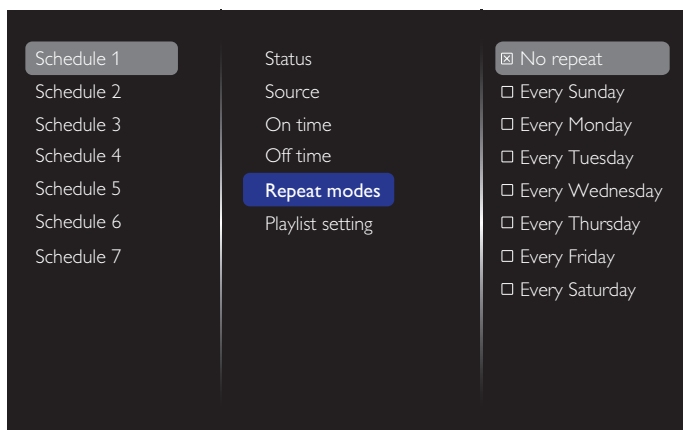 Schedule 1
Schedule 2
Schedule 3
Schedule 4
Schedule 5
Schedule 6
Schedule 7
Status
Source
On time
Off time
Repeat modes
Playlist setting
☒ No repeat
☐ Every Sunday
☐ Every Monday
☐ Every Tuesday
☐ Every Wednesday
☐ Every Thursday
☐ Every Friday
☐ Every Saturday